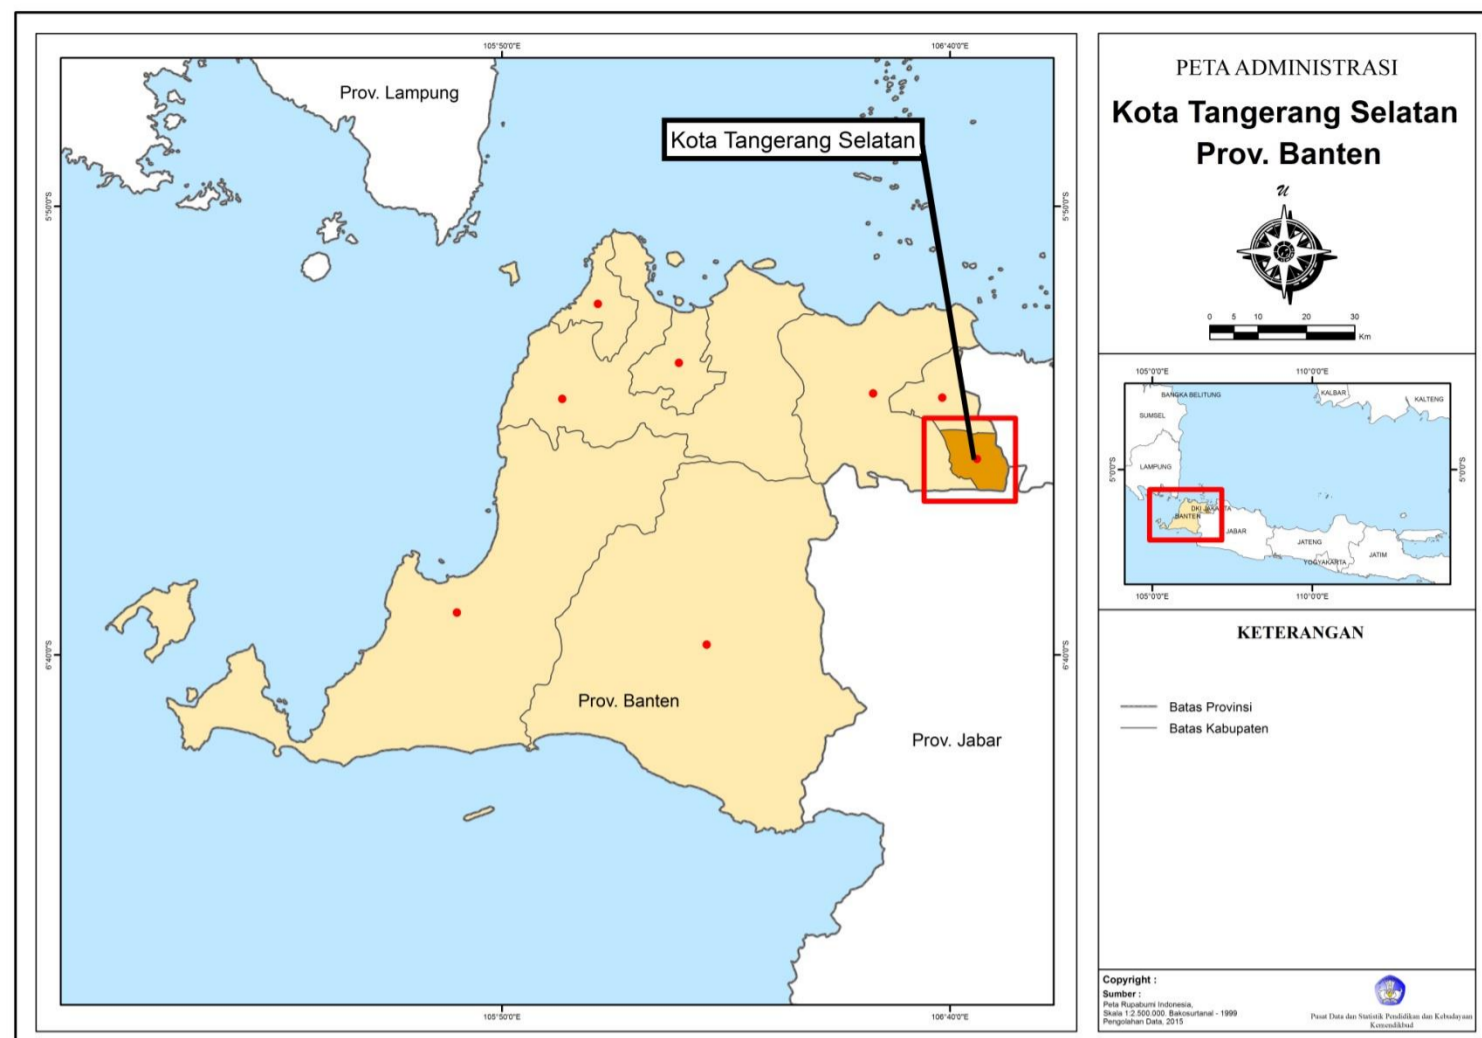 105°50'0"E
106°40'0"E
Prov. Lampung
Kota Tangerang Selatan
5°50'0"S
5°50'0"S
6°40'0"S
6°40'0"S
Prov. Banten
Prov. Jabar
105°50'0"E
106°40'0"E
PETA ADMINISTRASI
Kota Tangerang Selatan
Prov. Banten
U
0 5 10 20 30
Km
105°0'0"E
110°0'0"E
BANGKA BELITUNG
KALBAR
KALTENG
SUMSEL
LAMPUNG
5°0'0"S
5°0'0"S
DKI JAKARTA
BANTEN
JABAR
JATENG
YOGYAKARTA
JATIM
105°0'0"E
110°0'0"E
KETERANGAN
Batas Provinsi
Batas Kabupaten
Copyright :
Sumber :
Peta Rupabumi Indonesia,
Skala 1:2.500.000. Bakosurtanal - 1999
Pengolahan Data, 2015
Pusat Data dan Statistik Pendidikan dan Kebudayaan
Kemendikbud